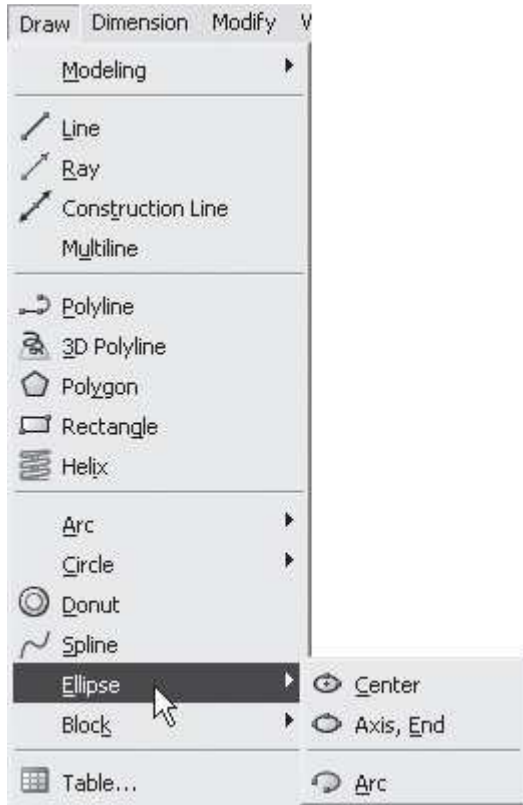 Draw Dimension Modify
Modeling
Line
Ray
Construction Line
Multiline
Polyline
3D Polyline
Polygon
Rectangle
Helix
Arc
Circle
Donut
Spline
Ellipse
Center
Block
Axis, End
Table...
Arc